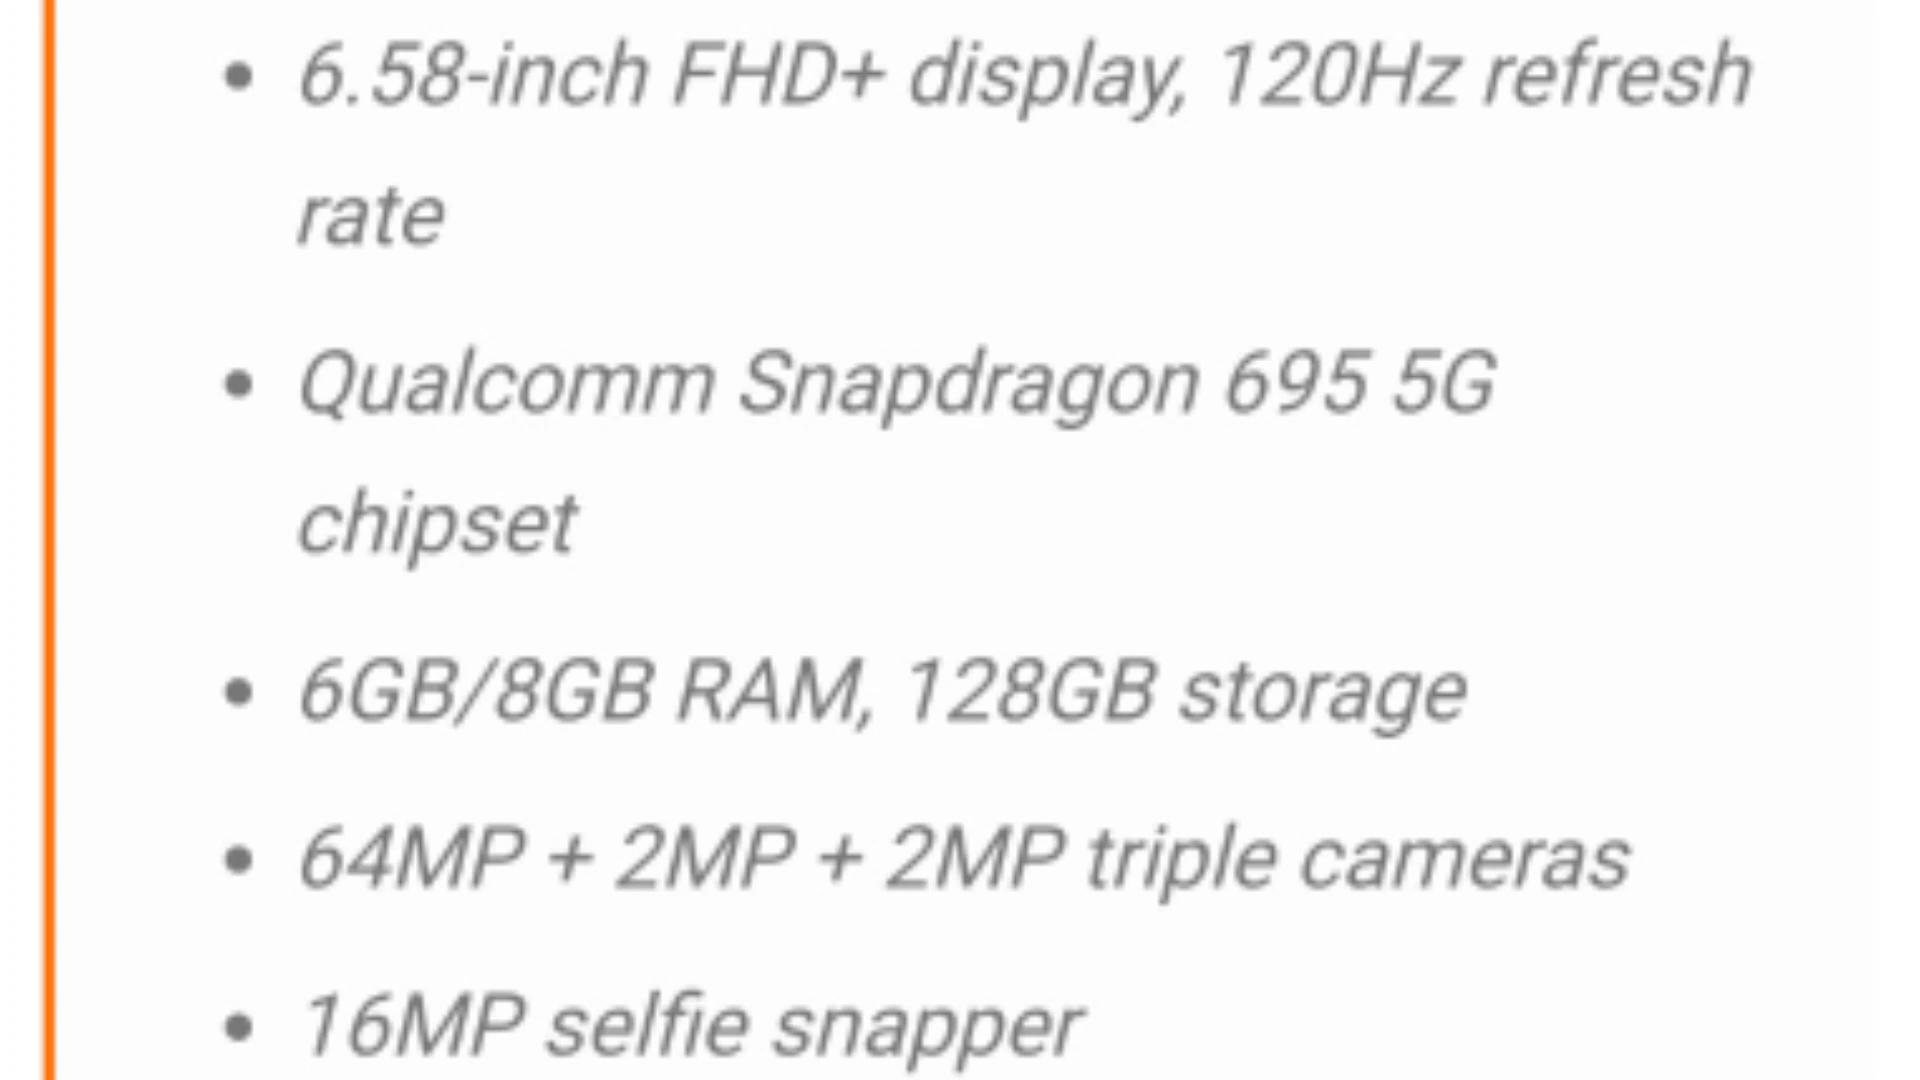 • 6.58-inch FHD+ display, 120Hz refresh
rate
• Qualcomm Snapdragon 695 5G
chipset
• 6GB/8GB RAM, 128GB storage
• 64MP + 2MP + 2MP triple cameras
• 16MP selfie snapper